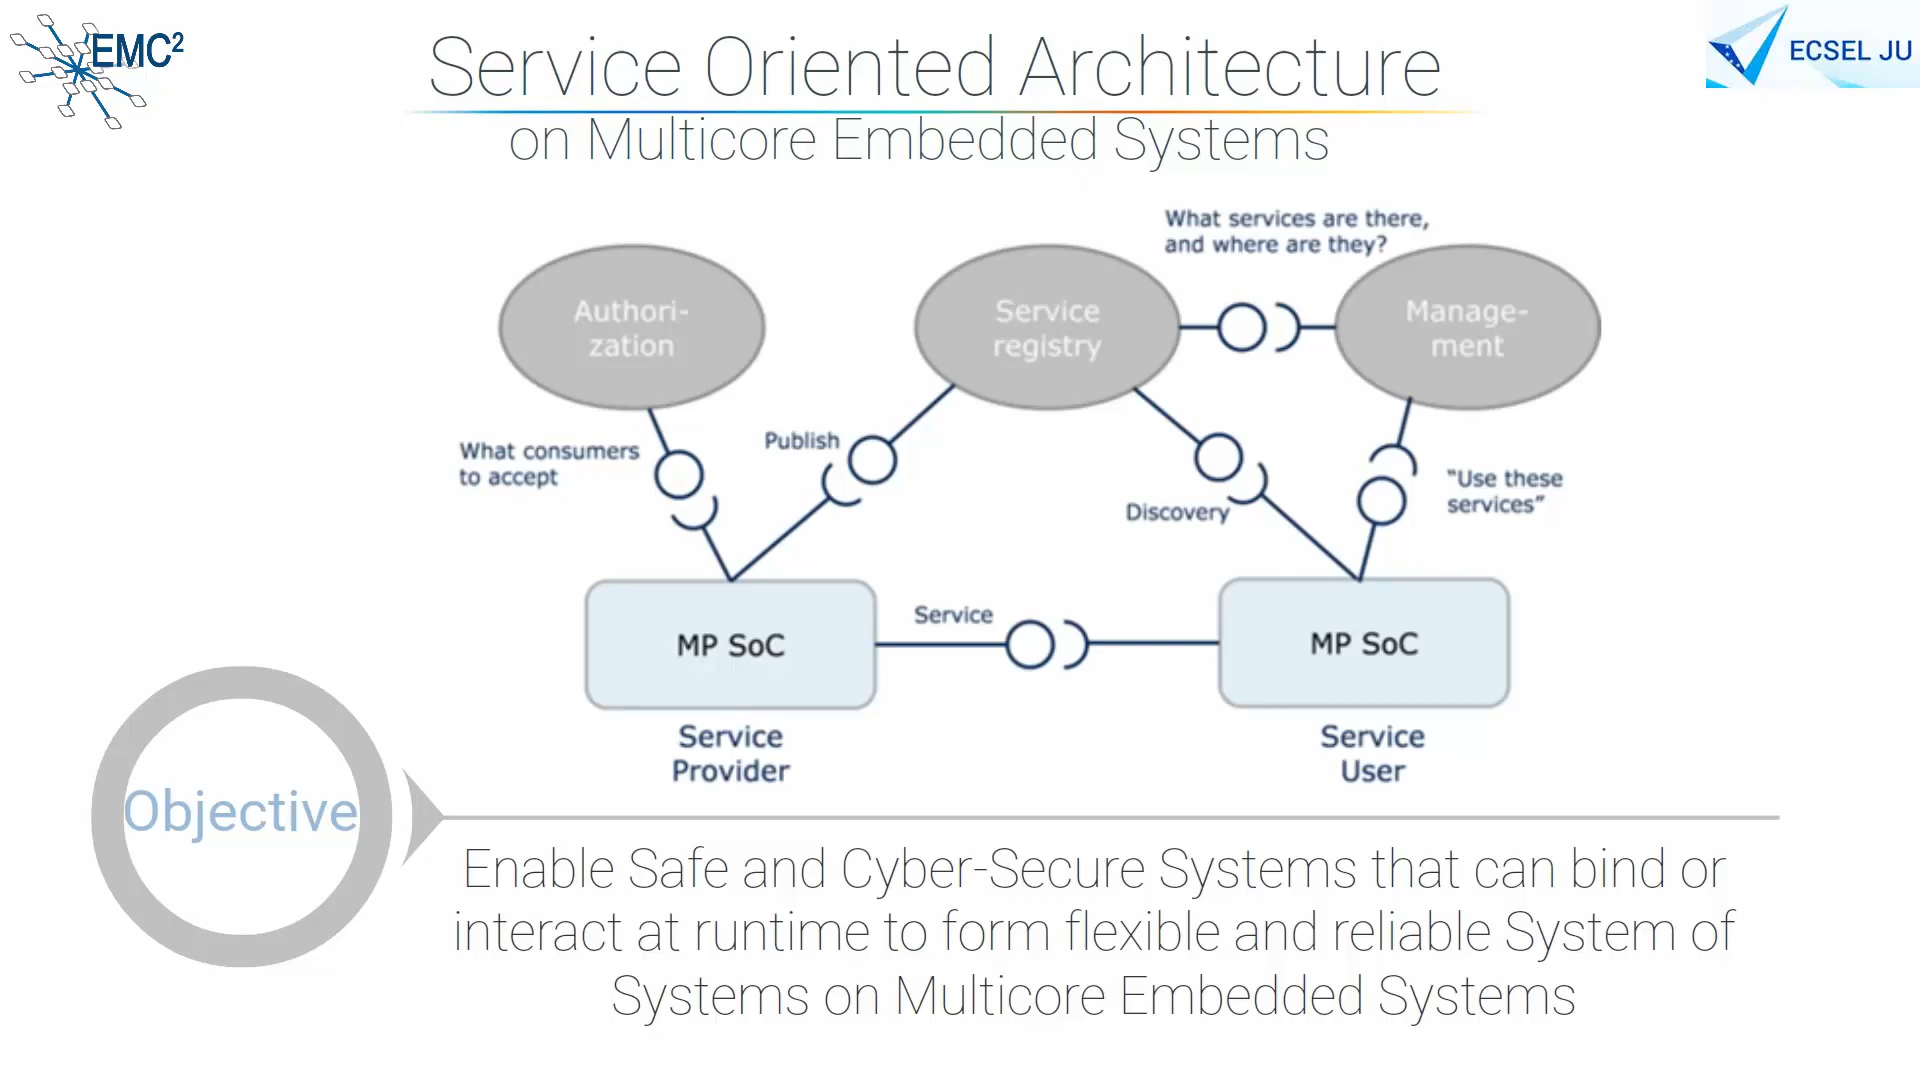 EMC²
Service Oriented Architecture
ECSEL JU
on Multicore Embedded Systems
What services are there,
and where are they?
Authori-
zation
Service
registry
Manage-
ment
What consumers
to accept
Publish
Discovery
"Use these
services"
MP SoC
Service
MP SoC
Service
Provider
Service
User
Objective
Enable Safe and Cyber-Secure Systems that can bind or
interact at runtime to form flexible and reliable System of
Systems on Multicore Embedded Systems